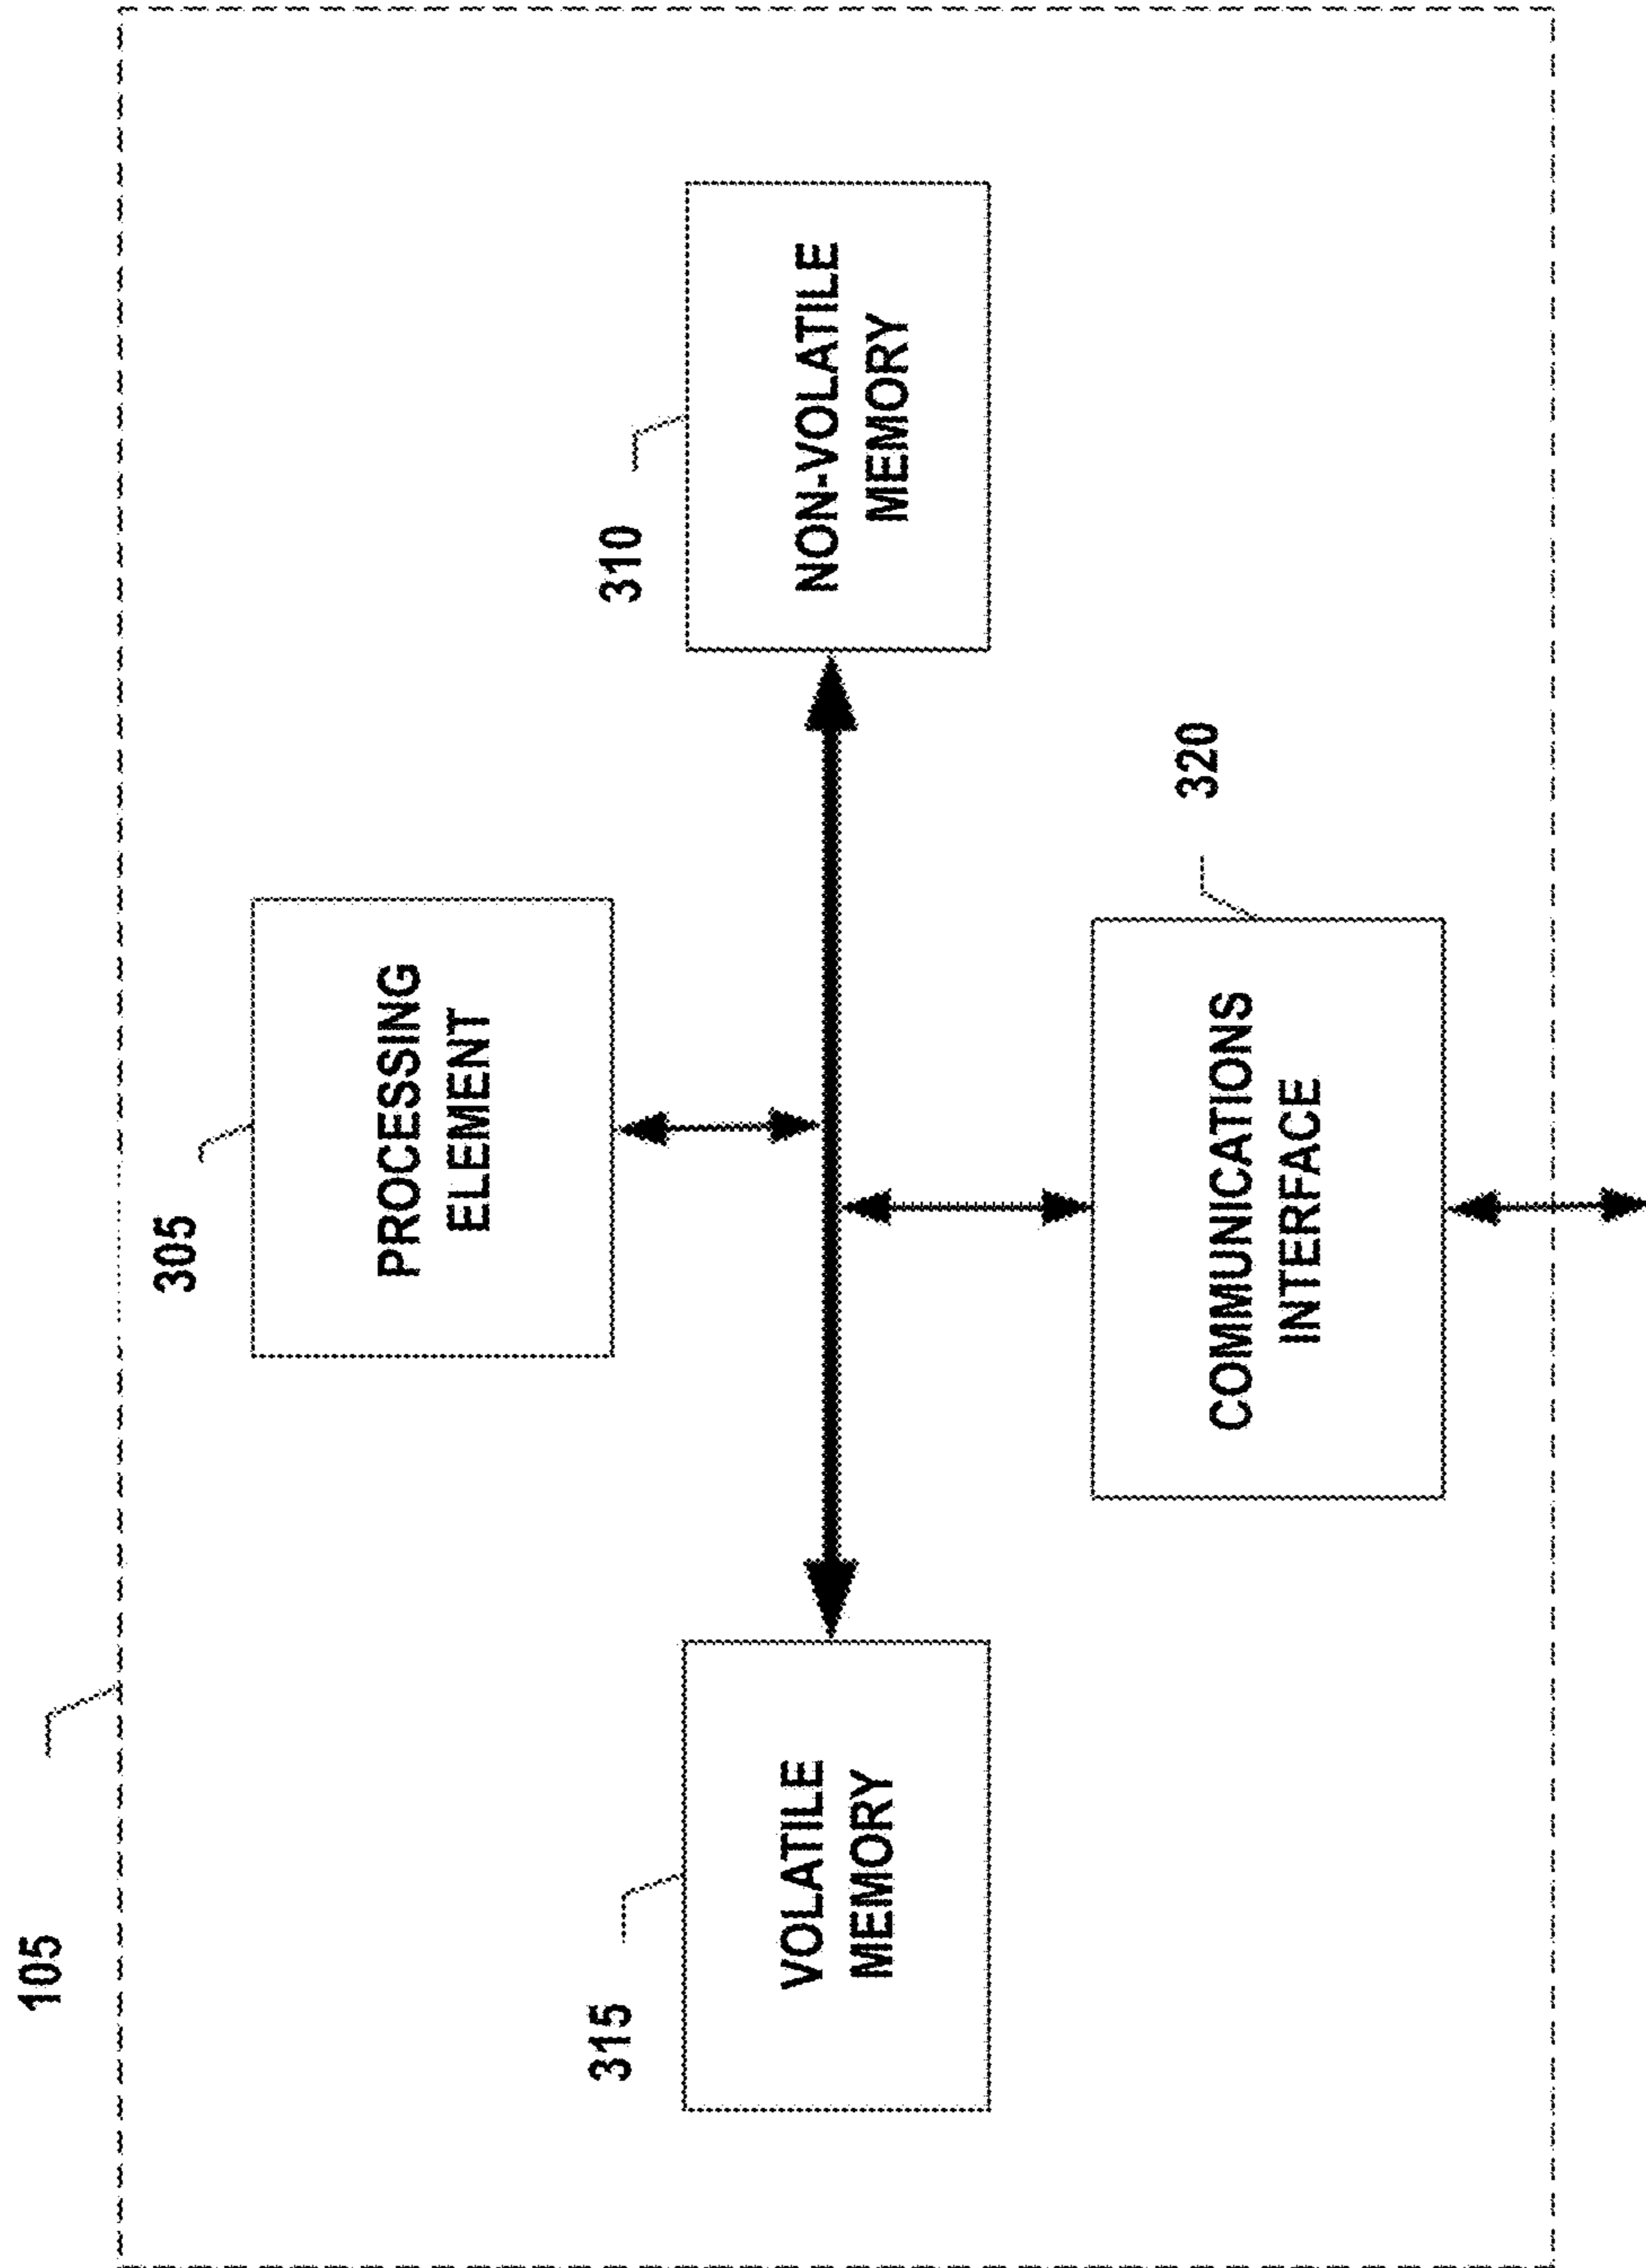 105
305
PROCESSING
ELEMENT
315
VOLATILE
MEMORY
310
NON-VOLATILE
MEMORY
320
COMMUNICATIONS
INTERFACE